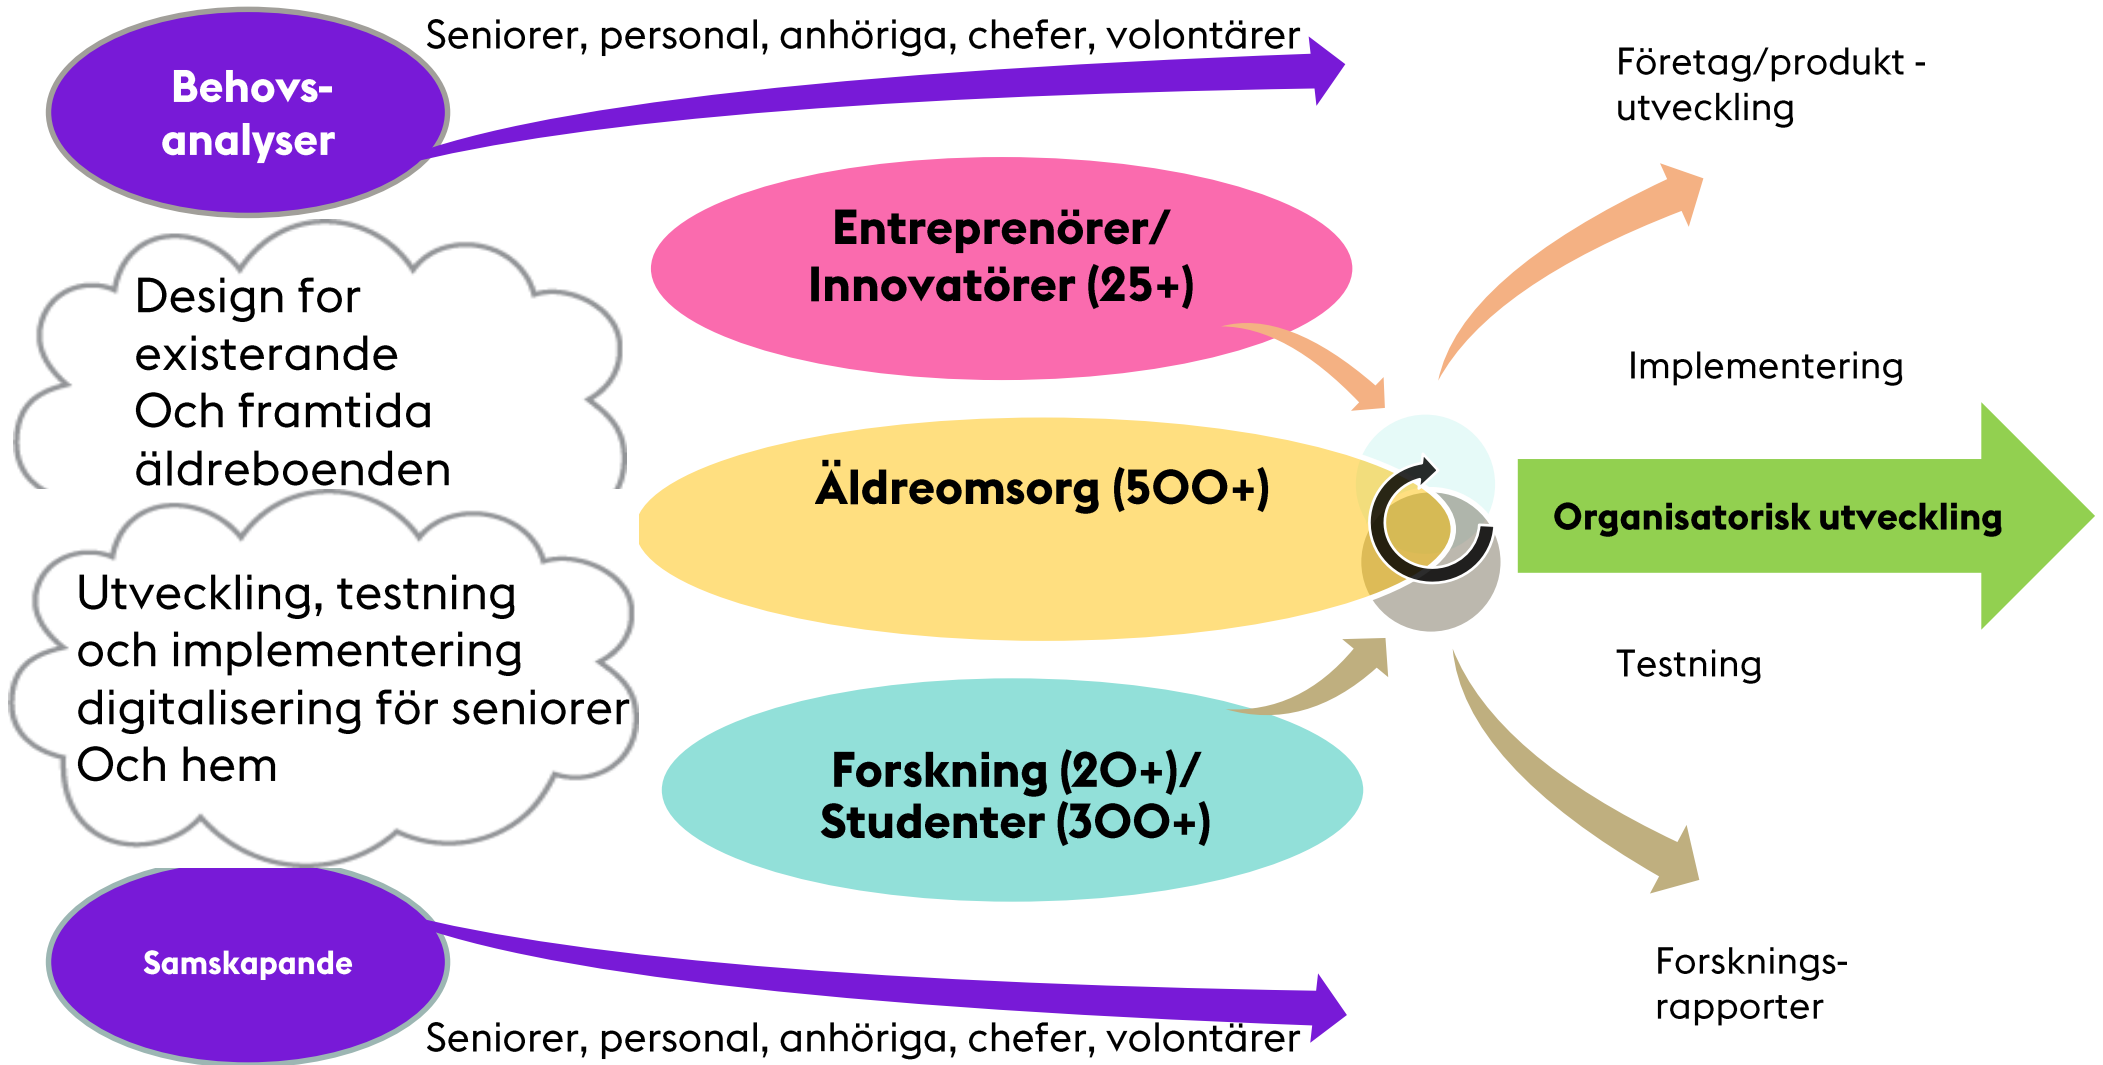 Seniorer, personal, anhöriga, chefer, volontärer
Behovs-
analyser
Företag/produkt -
utveckling
Entreprenörer/
Innovatörer (25+)
Design for
existerande
Och framtida
äldreboenden
Implementering
Äldreomsorg (500+)
Organisatorisk utveckling
Utveckling, testning
och implementering
digitalisering för seniorer
Och hem
Testning
Forskning (20+)/
Studenter (300+)
Samskapande
Forsknings-
rapporter
Seniorer, personal, anhöriga, chefer, volontärer